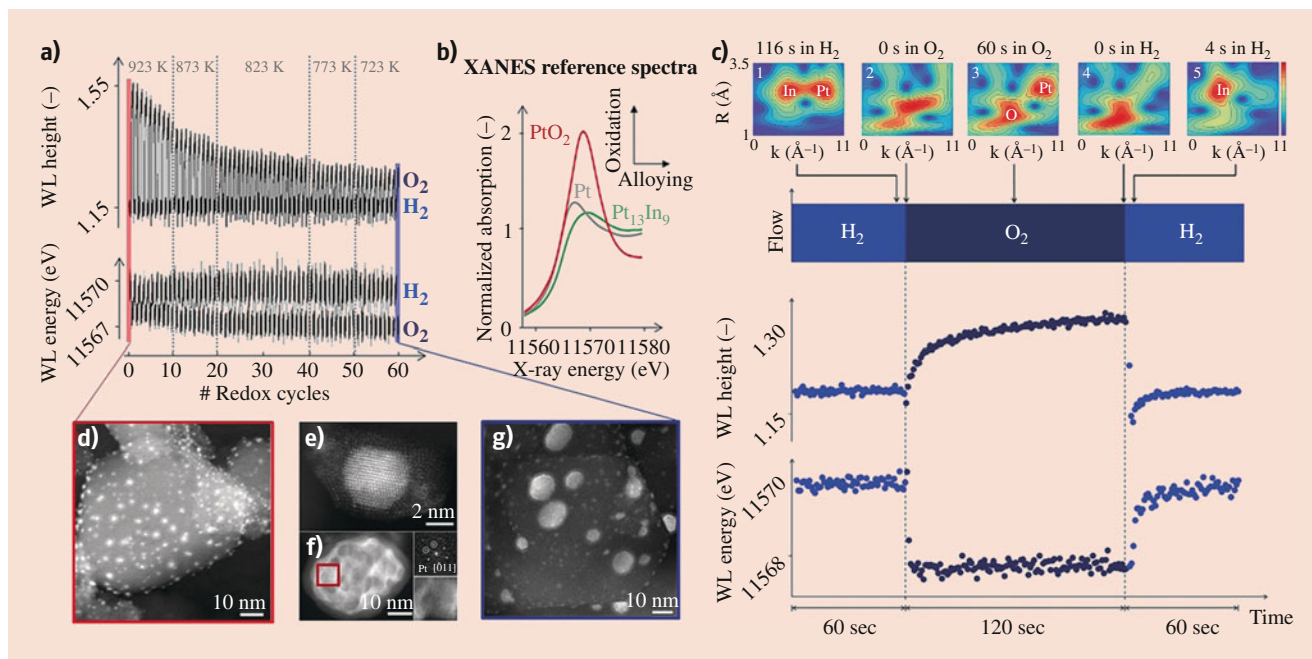 a)
923 K
873 K
823 K
773 K
723 K
WL height (–)
1.55
1.15
O₂
H₂
WL energy (eV)
11570
11567
H₂
O₂
0 10 20 30 40 50 60
# Redox cycles
b)
XANES reference spectra
Normalized absorption (–)
2
1
0
PtO₂
Pt
Pt₁₃In₉
Oxidation
Alloying
11560 11570 11580
X-ray energy (eV)
c)
116 s in H₂
0 s in O₂
60 s in O₂
0 s in H₂
4 s in H₂
R (Å)
3.5
1
1
In
Pt
2
3
Pt
O
4
5
In
0 11
k (Å⁻¹)
0 11
k (Å⁻¹)
0 11
k (Å⁻¹)
0 11
k (Å⁻¹)
0 11
k (Å⁻¹)
Flow
H₂
O₂
H₂
WL height (–)
1.30
1.15
WL energy (eV)
11570
11568
Time
60 sec
120 sec
60 sec
d)
10 nm
e)
2 nm
f)
10 nm
Pt [011]
g)
10 nm